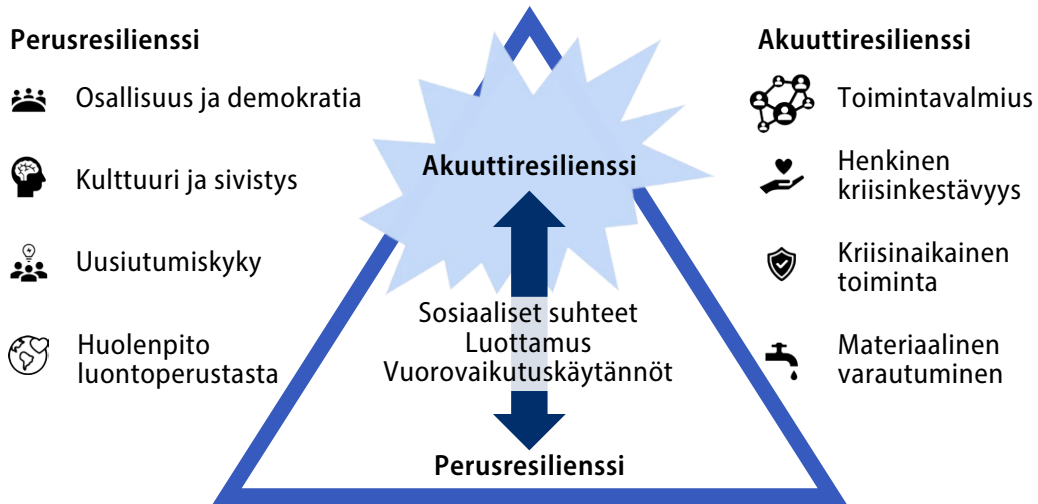 Perusresilienssi
Osallisuus ja demokratia
Kulttuuri ja sivistys
Uusiutumiskyky
Huolenpito
luontoperustasta
Akuuttiresilienssi
Sosiaaliset suhteet
Luottamus
Vuorovaikutuskäytännöt
Perusresilienssi
Akuuttiresilienssi
Toimintavalmius
Henkinen
kriisinkestävyys
Kriisinaikainen
toiminta
Materiaalinen
varautuminen